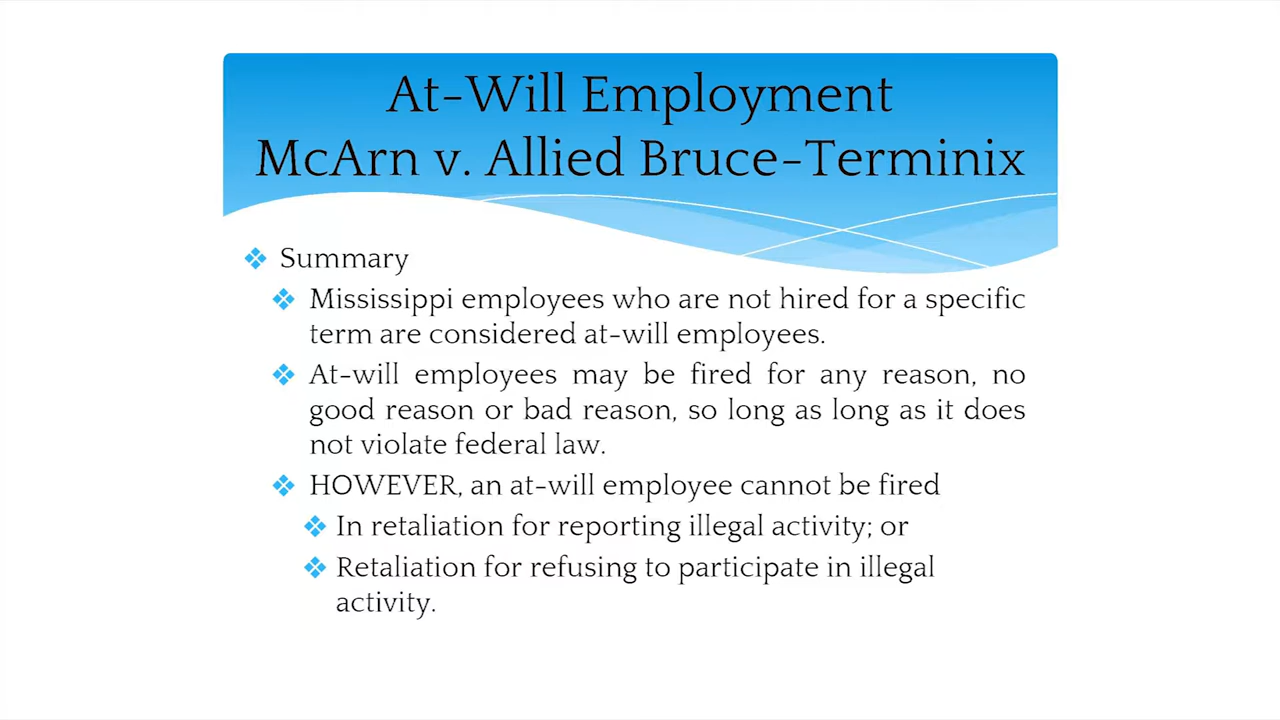 At-Will Employment
McArn v. Allied Bruce-Terminix
Summary
Mississippi employees who are not hired for a specific
term are considered at-will employees.
At-will employees may be fired for any reason, no
good reason or bad reason, so long as long as it does
not violate federal law.
HOWEVER, an at-will employee cannot be fired
In retaliation for reporting illegal activity; or
Retaliation for refusing to participate in illegal
activity.